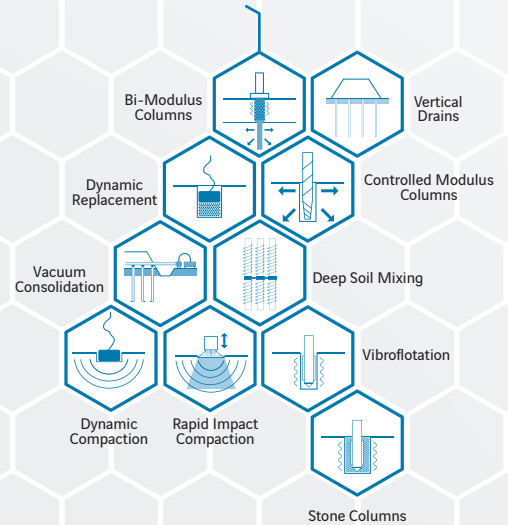 Bi-Modulus
Columns
Vertical
Drains
Dynamic
Replacement
Controlled Modulus
Columns
Vacuum
Consolidation
Deep Soil Mixing
Vibroflotation
Dynamic
Compaction
Rapid Impact
Compaction
Stone Columns